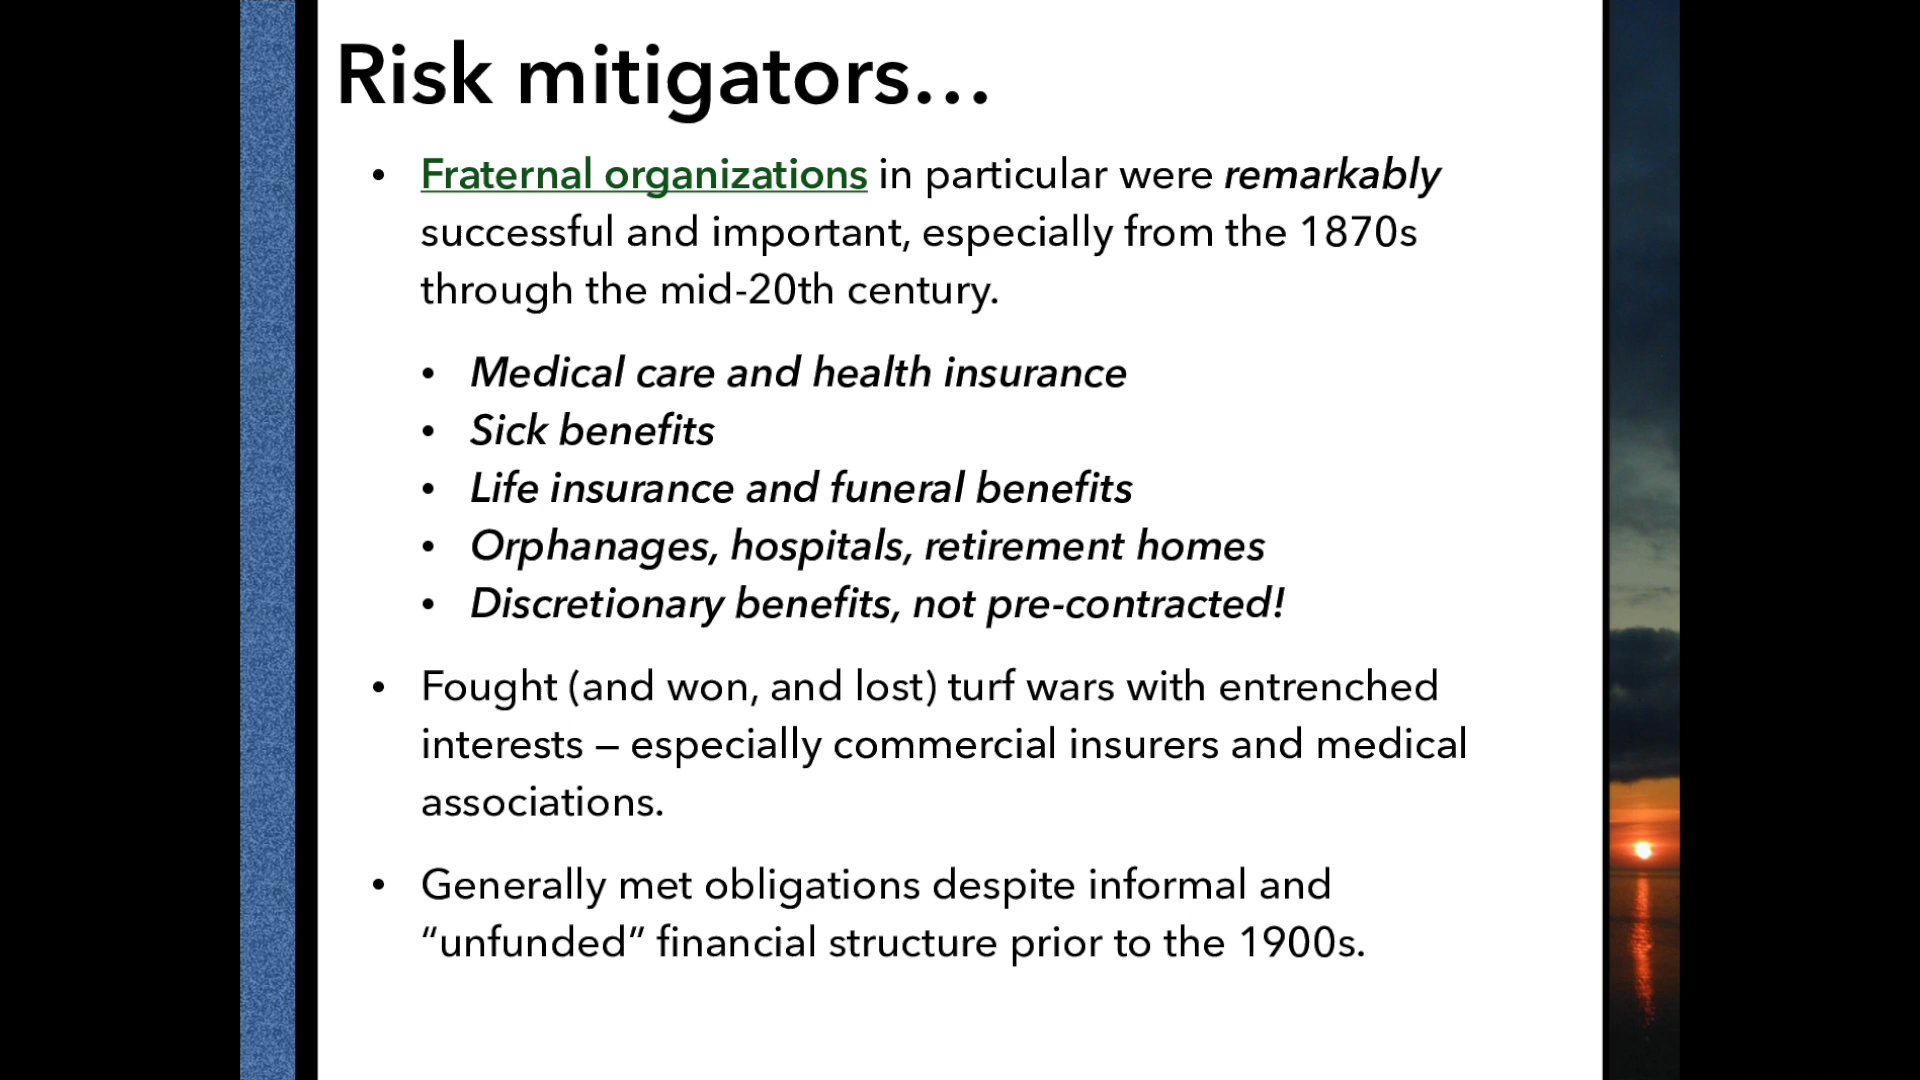 Risk mitigators…
• Fraternal organizations in particular were remarkably
successful and important, especially from the 1870s
through the mid-20th century.
• Medical care and health insurance
• Sick benefits
• Life insurance and funeral benefits
• Orphanages, hospitals, retirement homes
• Discretionary benefits, not pre-contracted!
• Fought (and won, and lost) turf wars with entrenched
interests – especially commercial insurers and medical
associations.
• Generally met obligations despite informal and
“unfunded” financial structure prior to the 1900s.